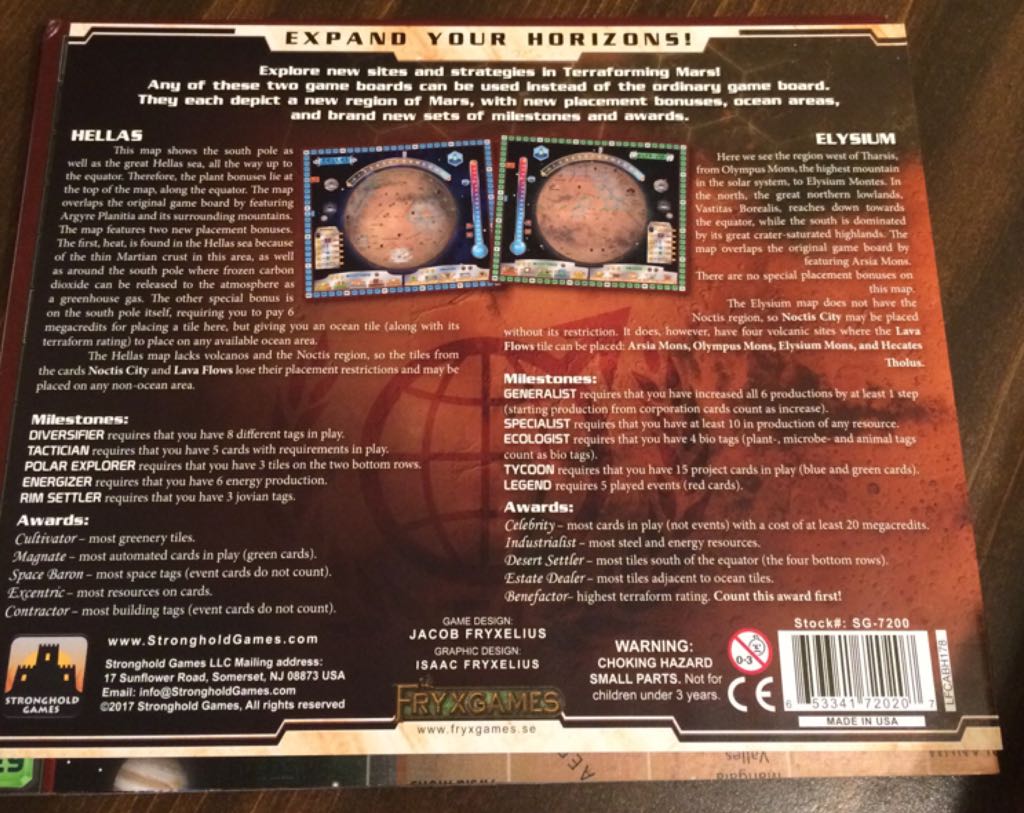 EXPAND YOUR HORIZONS!
Explore new sites and strategies in Terraforming Mars!
Any of these two game boards can be used instead of the ordinary game board.
They each depict a new region of Mars, with new placement bonuses, ocean areas,
and brand new sets of milestones and awards.
HELLAS
This map shows the south pole as
well as the great Hellas sea, all the way up to
the equator. Therefore, the plant bonuses lie at
the top of the map, along the equator. The map
overlaps the original game board by featuring
Argyre Planitia and its surrounding mountains.
The map features two new placement bonuses.
The first, heat, is found in the Hellas sea because
of the thin Martian crust in this area, as well
as around the south pole where frozen carbon
dioxide can be released to the atmosphere as
a greenhouse gas. The other special bonus is
on the south pole itself, requiring you to pay 6
megacredits for placing a tile here, but giving you an ocean tile (along with its
terraform rating) to place on any available ocean area.
The Hellas map lacks volcanos and the Noctis region, so the tiles from
the cards Noctis City and Lava Flows lose their placement restrictions and may be
placed on any non-ocean area.
Milestones:
DIVERSIFIER requires that you have 8 different tags in play.
TACTICIAN requires that you have 5 cards with requirements in play.
POLAR EXPLORER requires that you have 3 tiles on the two bottom rows.
ENERGIZER requires that you have 6 energy production.
RIM SETTLER requires that you have 3 jovian tags.
Awards:
Cultivator – most greenery tiles.
Magnate – most automated cards in play (green cards).
Space Baron – most space tags (event cards do not count).
Excentric – most resources on cards.
Contractor – most building tags (event cards do not count).
ELYSIUM
Here we see the region west of Tharsis,
from Olympus Mons, the highest mountain
in the solar system, to Elysium Montes. In
the north, the great northern lowlands,
Vastitas Borealis, reaches down towards
the equator, while the south is dominated
by its great crater-saturated highlands. The
map overlaps the original game board by
featuring Arsia Mons.
There are no special placement bonuses on
this map.
The Elysium map does not have the
Noctis region, so Noctis City may be placed
without its restriction. It does, however, have four volcanic sites where the Lava
Flows tile can be placed: Arsia Mons, Olympus Mons, Elysium Mons, and Hecates
Tholus.
Milestones:
GENERALIST requires that you have increased all 6 productions by at least 1 step
(starting production from corporation cards count as increase).
SPECIALIST requires that you have at least 10 in production of any resource.
ECOLOGIST requires that you have 4 bio tags (plant-, microbe- and animal tags
count as bio tags).
TYCOON requires that you have 15 project cards in play (blue and green cards).
LEGEND requires 5 played events (red cards).
Awards:
Celebrity – most cards in play (not events) with a cost of at least 20 megacredits.
Industrialist – most steel and energy resources.
Desert Settler – most tiles south of the equator (the four bottom rows).
Estate Dealer – most tiles adjacent to ocean tiles.
Benefactor– highest terraform rating. Count this award first!
STRONGHOLD
GAMES
www.StrongholdGames.com
Stronghold Games LLC Mailing address:
17 Sunflower Road, Somerset, NJ 08873 USA
Email: info@StrongholdGames.com
©2017 Stronghold Games, All rights reserved
GAME DESIGN:
JACOB FRYXELIUS
GRAPHIC DESIGN:
ISAAC FRYXELIUS
FRYXGAMES
www.fryxgames.se
WARNING:
CHOKING HAZARD
SMALL PARTS. Not for
children under 3 years.
0-3
CE
Stock#: SG-7200
6 53341 72020 7
LFCABH178
MADE IN USA
Valles